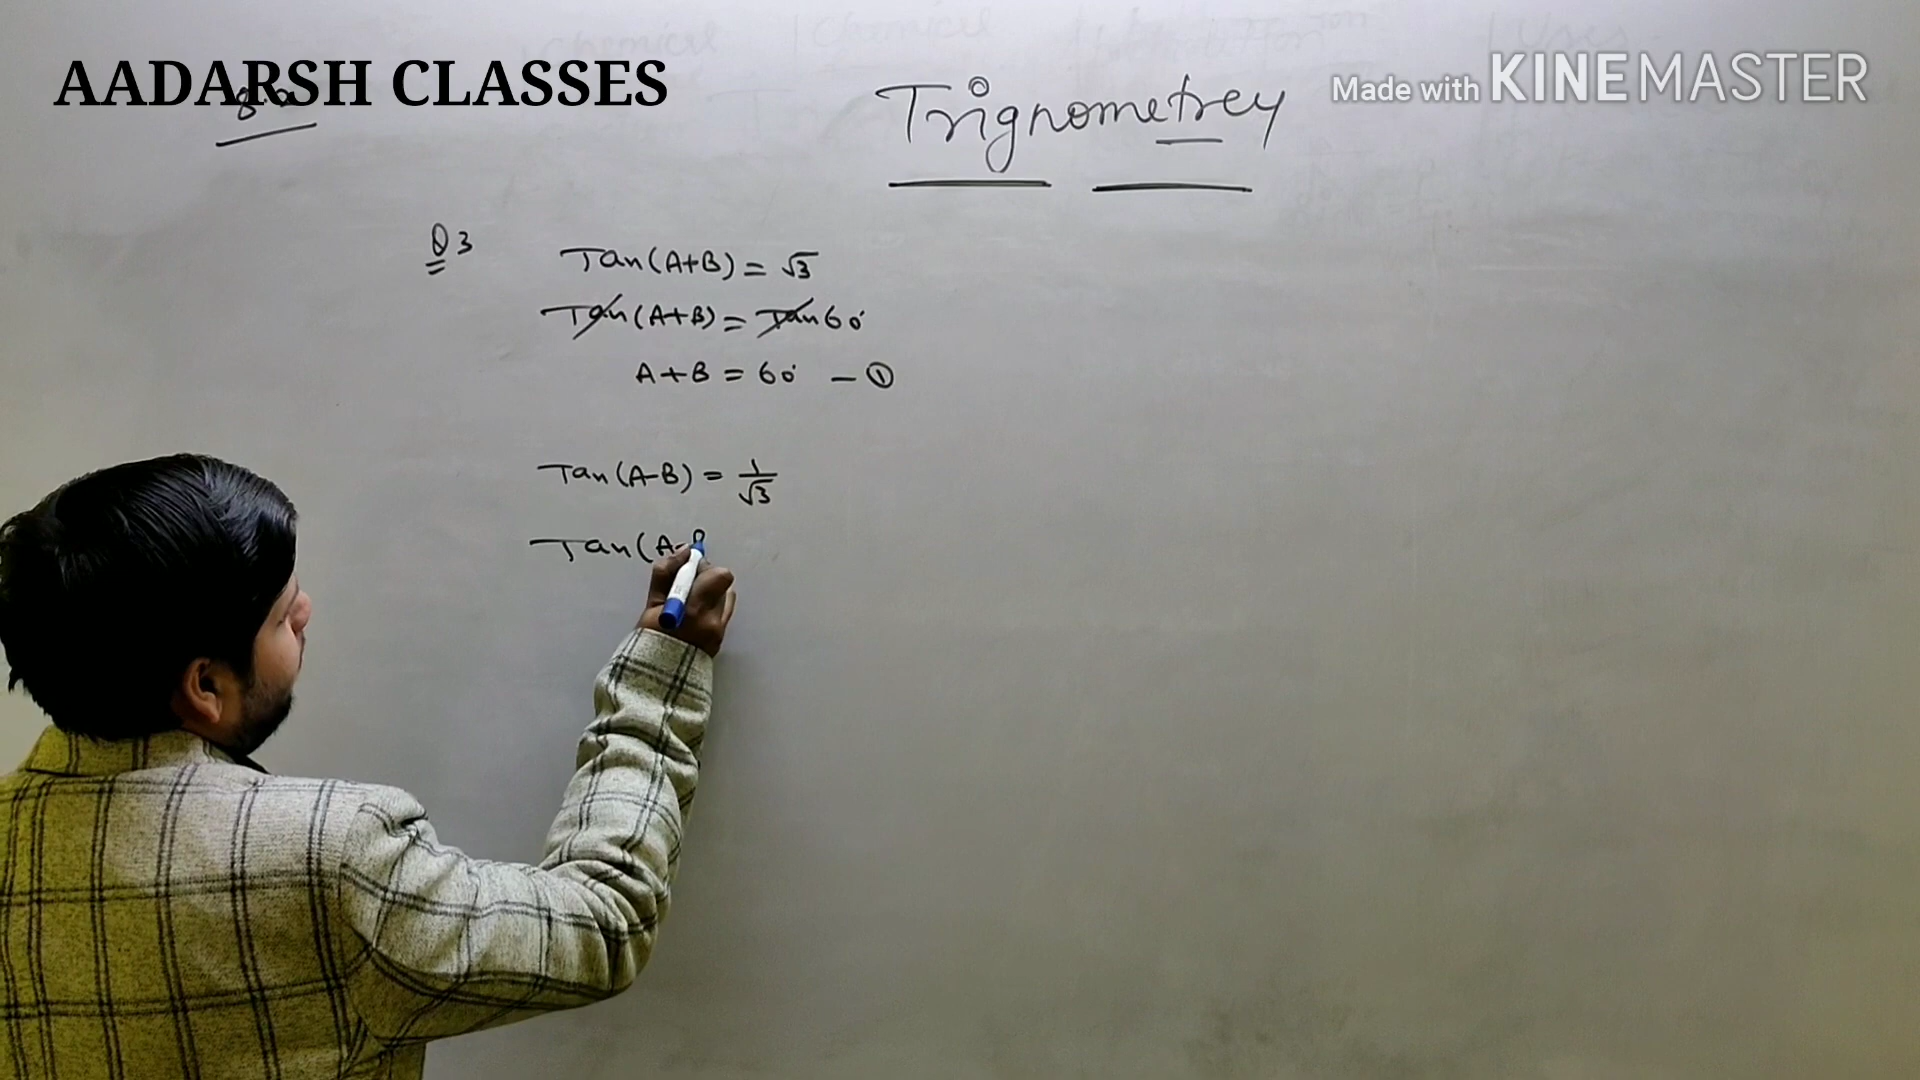 AADARSH CLASSES
Made with KINEMASTER
Trignometrey
Q3
Tan(A+B) = √3
Tan(A+B) = Tan60°
A+B = 60° — ①
Tan(A-B) = 1/√3
Tan(A-B